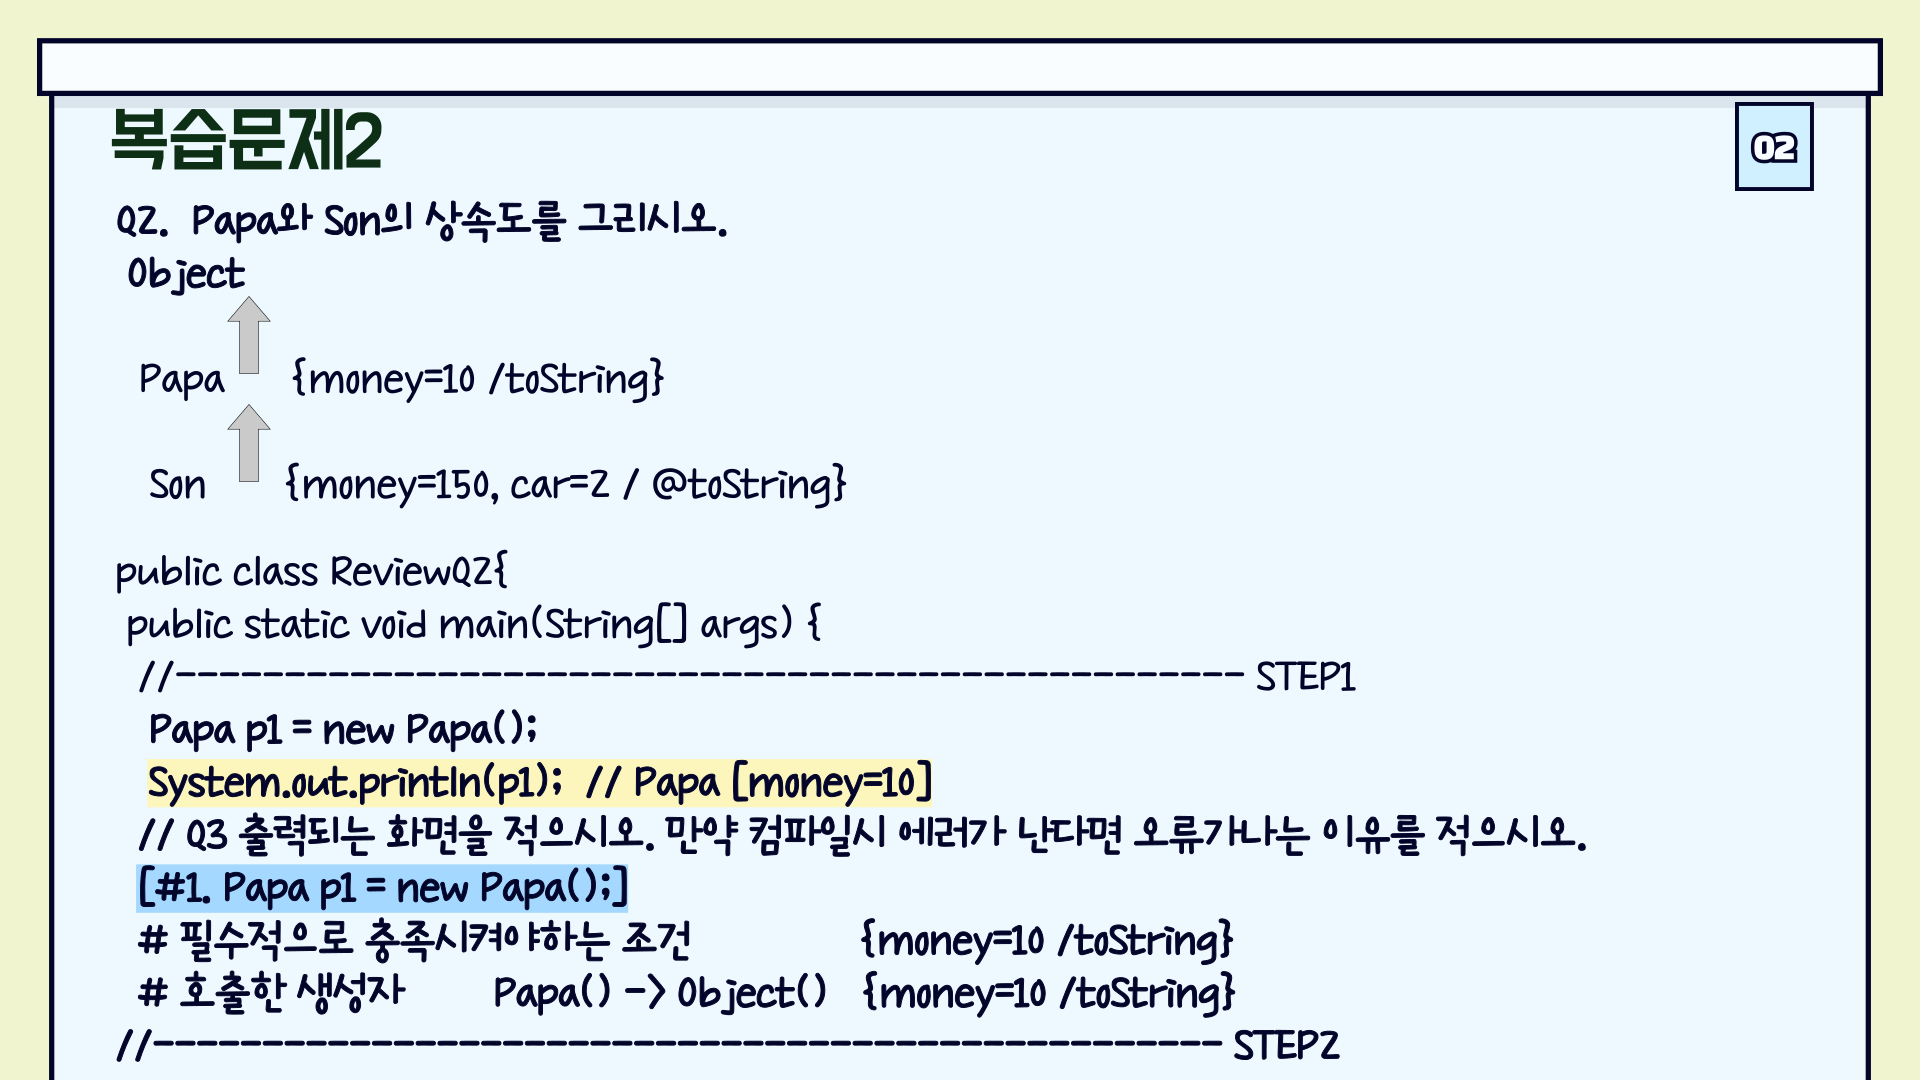 복습문제2
02
Q2. Papa와 Son의 상속도를 그리시오.
Object
Papa {money=10 /toString}
Son {money=150, car=2 / @toString}
public class ReviewQ2{
public static void main(String[] args) {
//------------------------------------------------- STEP1
Papa p1 = new Papa();
System.out.println(p1); // Papa [money=10]
// Q3 출력되는 화면을 적으시오. 만약 컴파일시 에러가 난다면 오류가나는 이유를 적으시오.
[#1. Papa p1 = new Papa();]
# 필수적으로 충족시켜야하는 조건 {money=10 /toString}
# 호출한 생성자 Papa() -> Object() {money=10 /toString}
//------------------------------------------------- STEP2